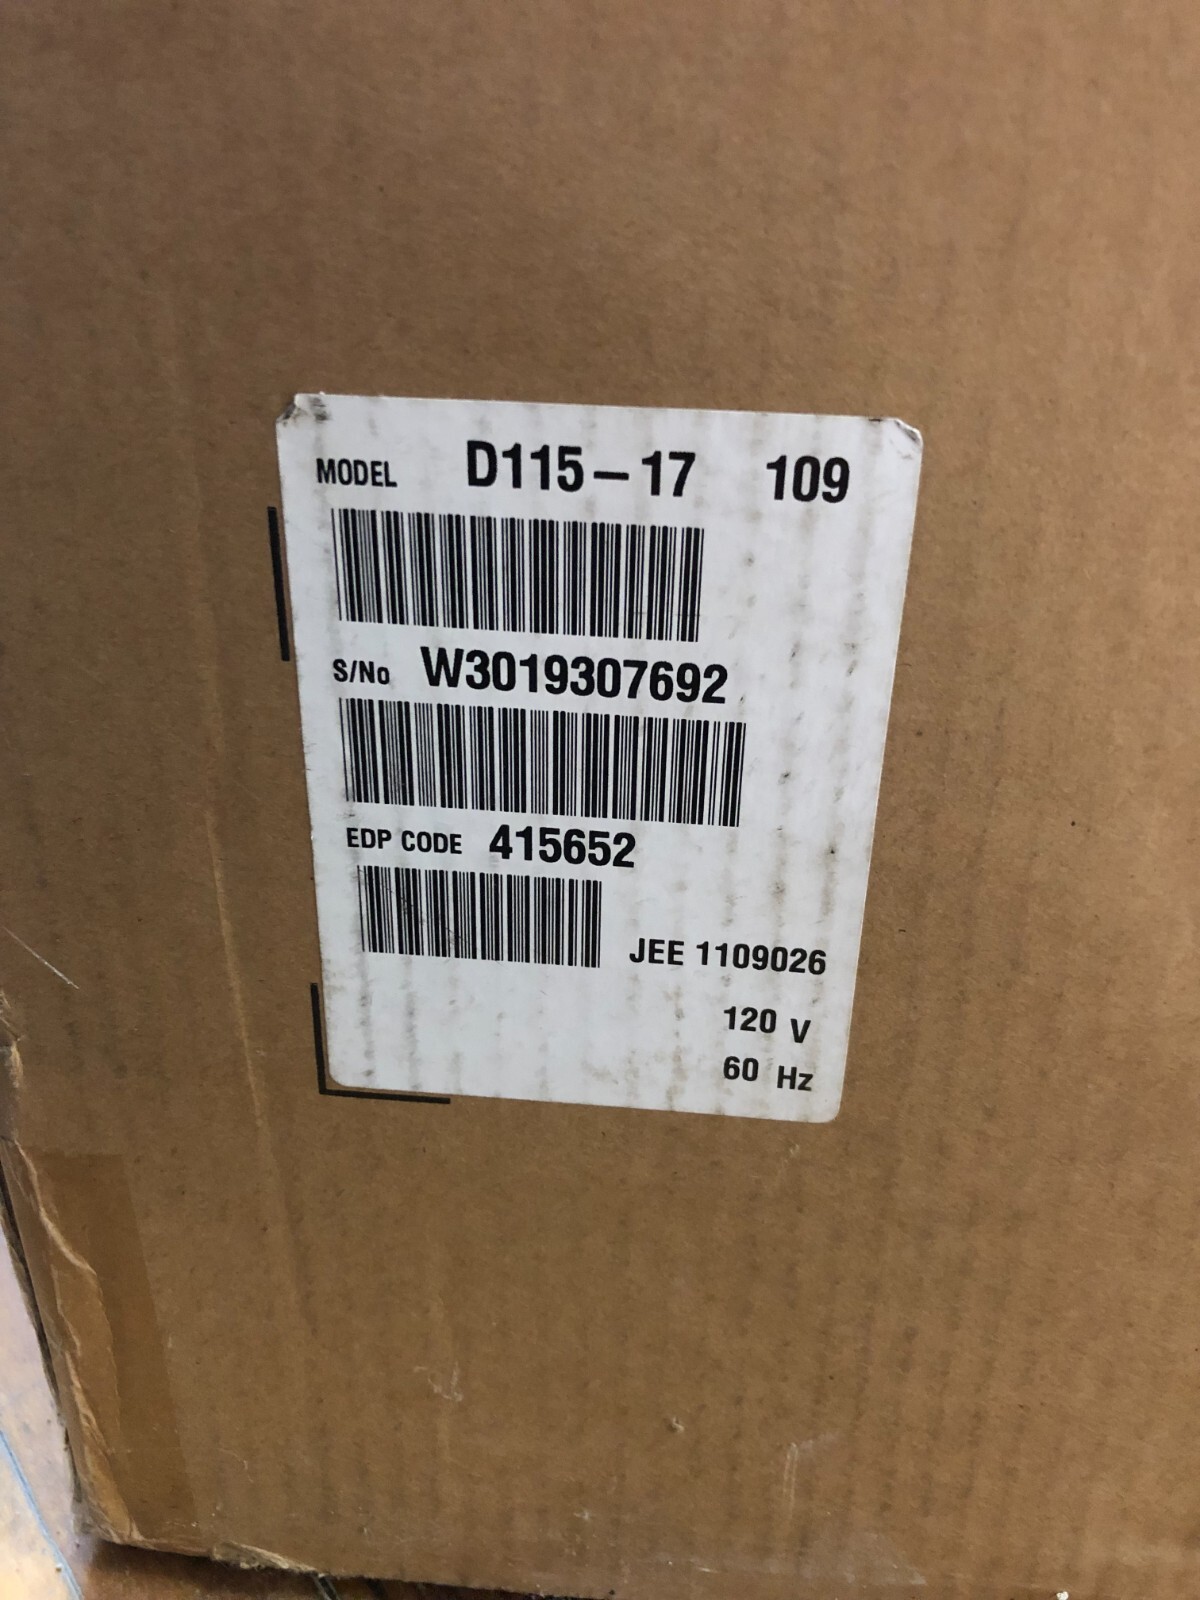 MODEL D115-17 109
S/No W3019307692
EDP CODE 415652
JEE 1109026
120 V
60 Hz